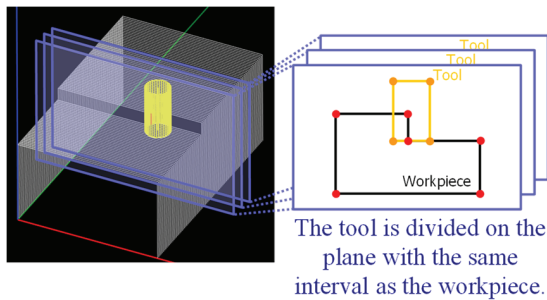 Tool
Tool
Tool
Workpiece
The tool is divided on the
plane with the same
interval as the workpiece.